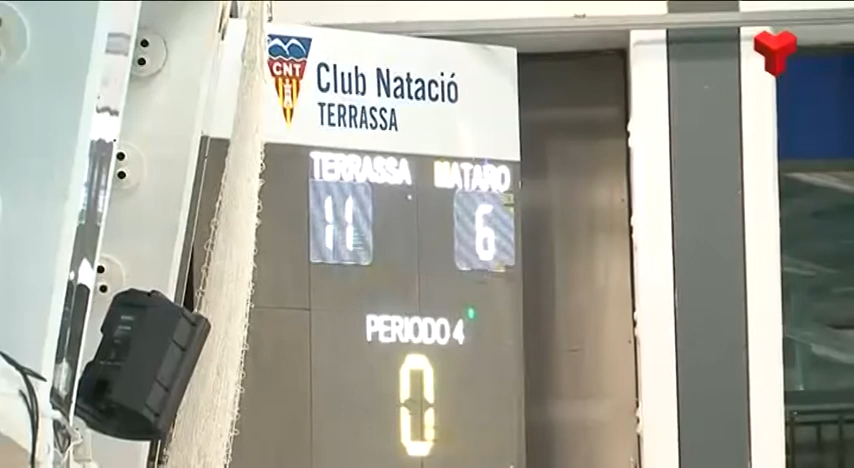 CNT
Club Natació
TERRASSA
TERRASSA MATARO
11 6
PERIODO 4
0